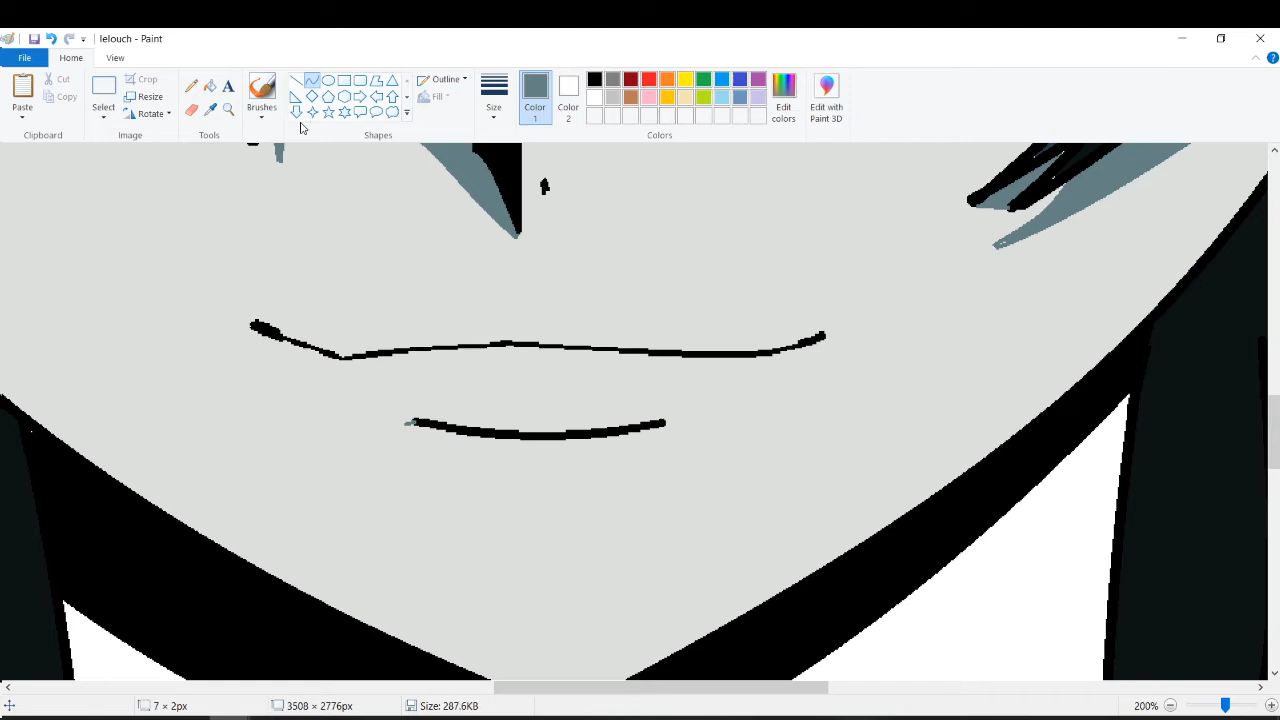 lelouch - Paint
File
Home
View
Paste
Cut
Copy
Clipboard
Select
Crop
Resize
Rotate
Image
Tools
Brushes
Shapes
Outline
Fill
Size
Color 1
Color 2
Edit colors
Colors
Edit with Paint 3D
7 × 2px
3508 × 2776px
Size: 287.6KB
200%